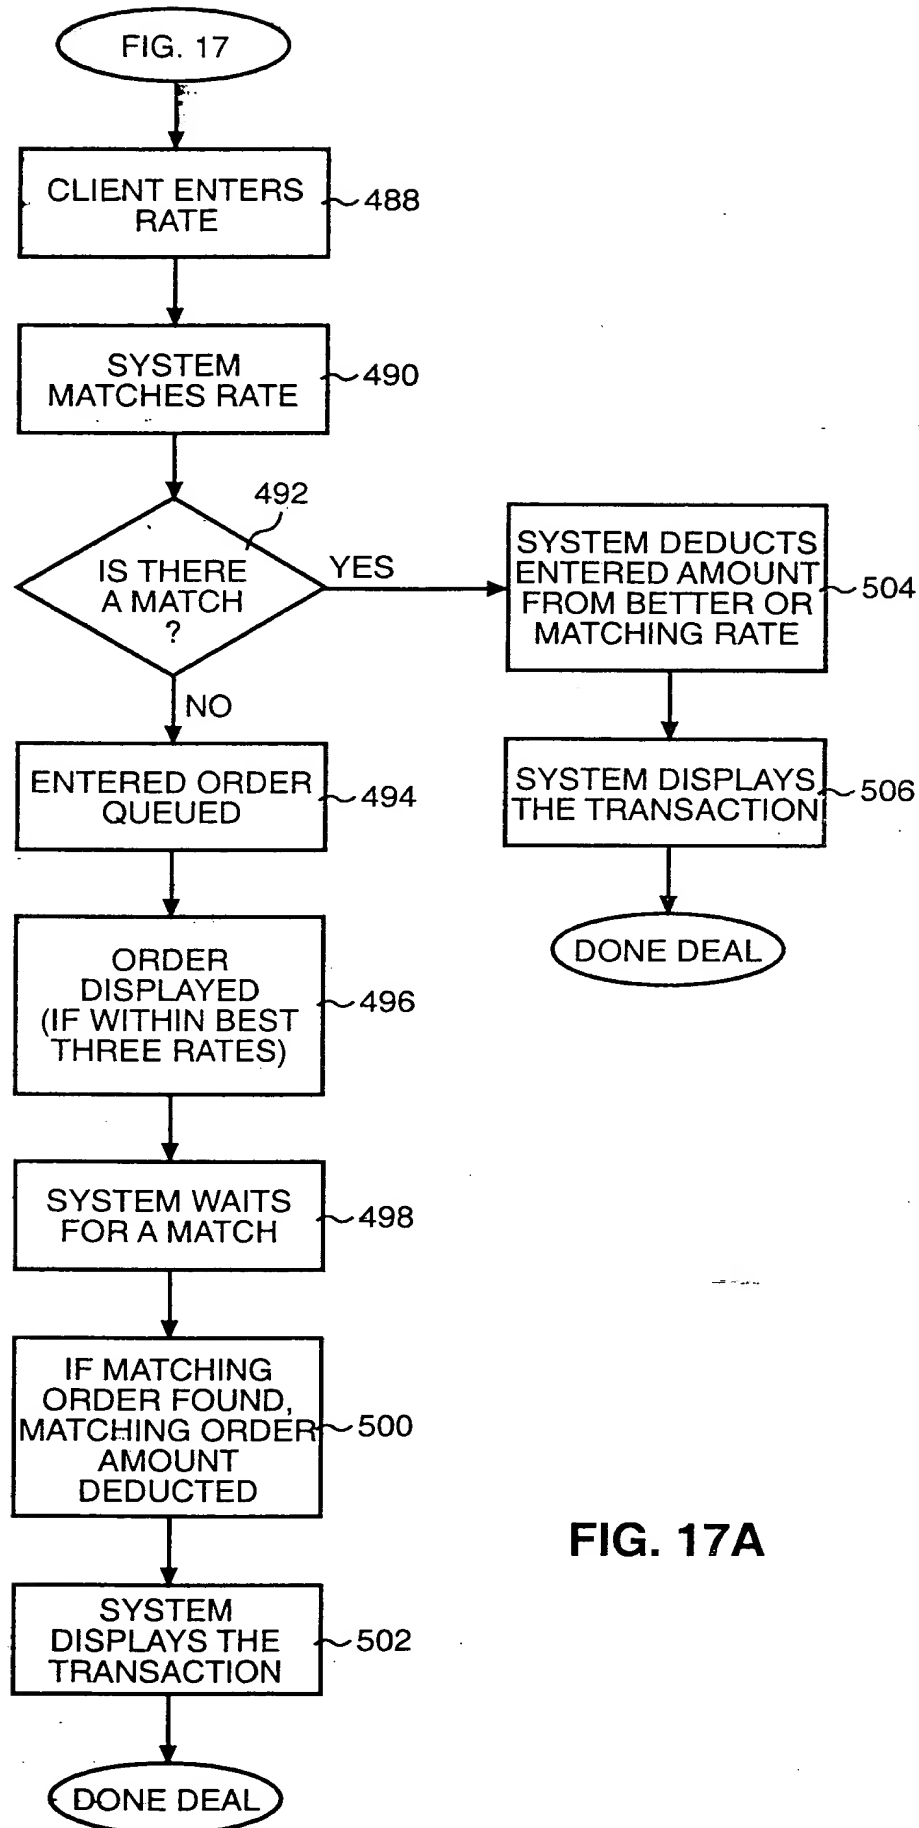 FIG. 17
CLIENT ENTERS
RATE
488
SYSTEM
MATCHES RATE
490
492
IS THERE
A MATCH
?
YES
NO
SYSTEM DEDUCTS
ENTERED AMOUNT
FROM BETTER OR
MATCHING RATE
504
SYSTEM DISPLAYS
THE TRANSACTION
506
DONE DEAL
ENTERED ORDER
QUEUED
494
ORDER
DISPLAYED
(IF WITHIN BEST
THREE RATES)
496
SYSTEM WAITS
FOR A MATCH
498
IF MATCHING
ORDER FOUND,
MATCHING ORDER
AMOUNT
DEDUCTED
500
SYSTEM
DISPLAYS THE
TRANSACTION
502
DONE DEAL
FIG. 17A